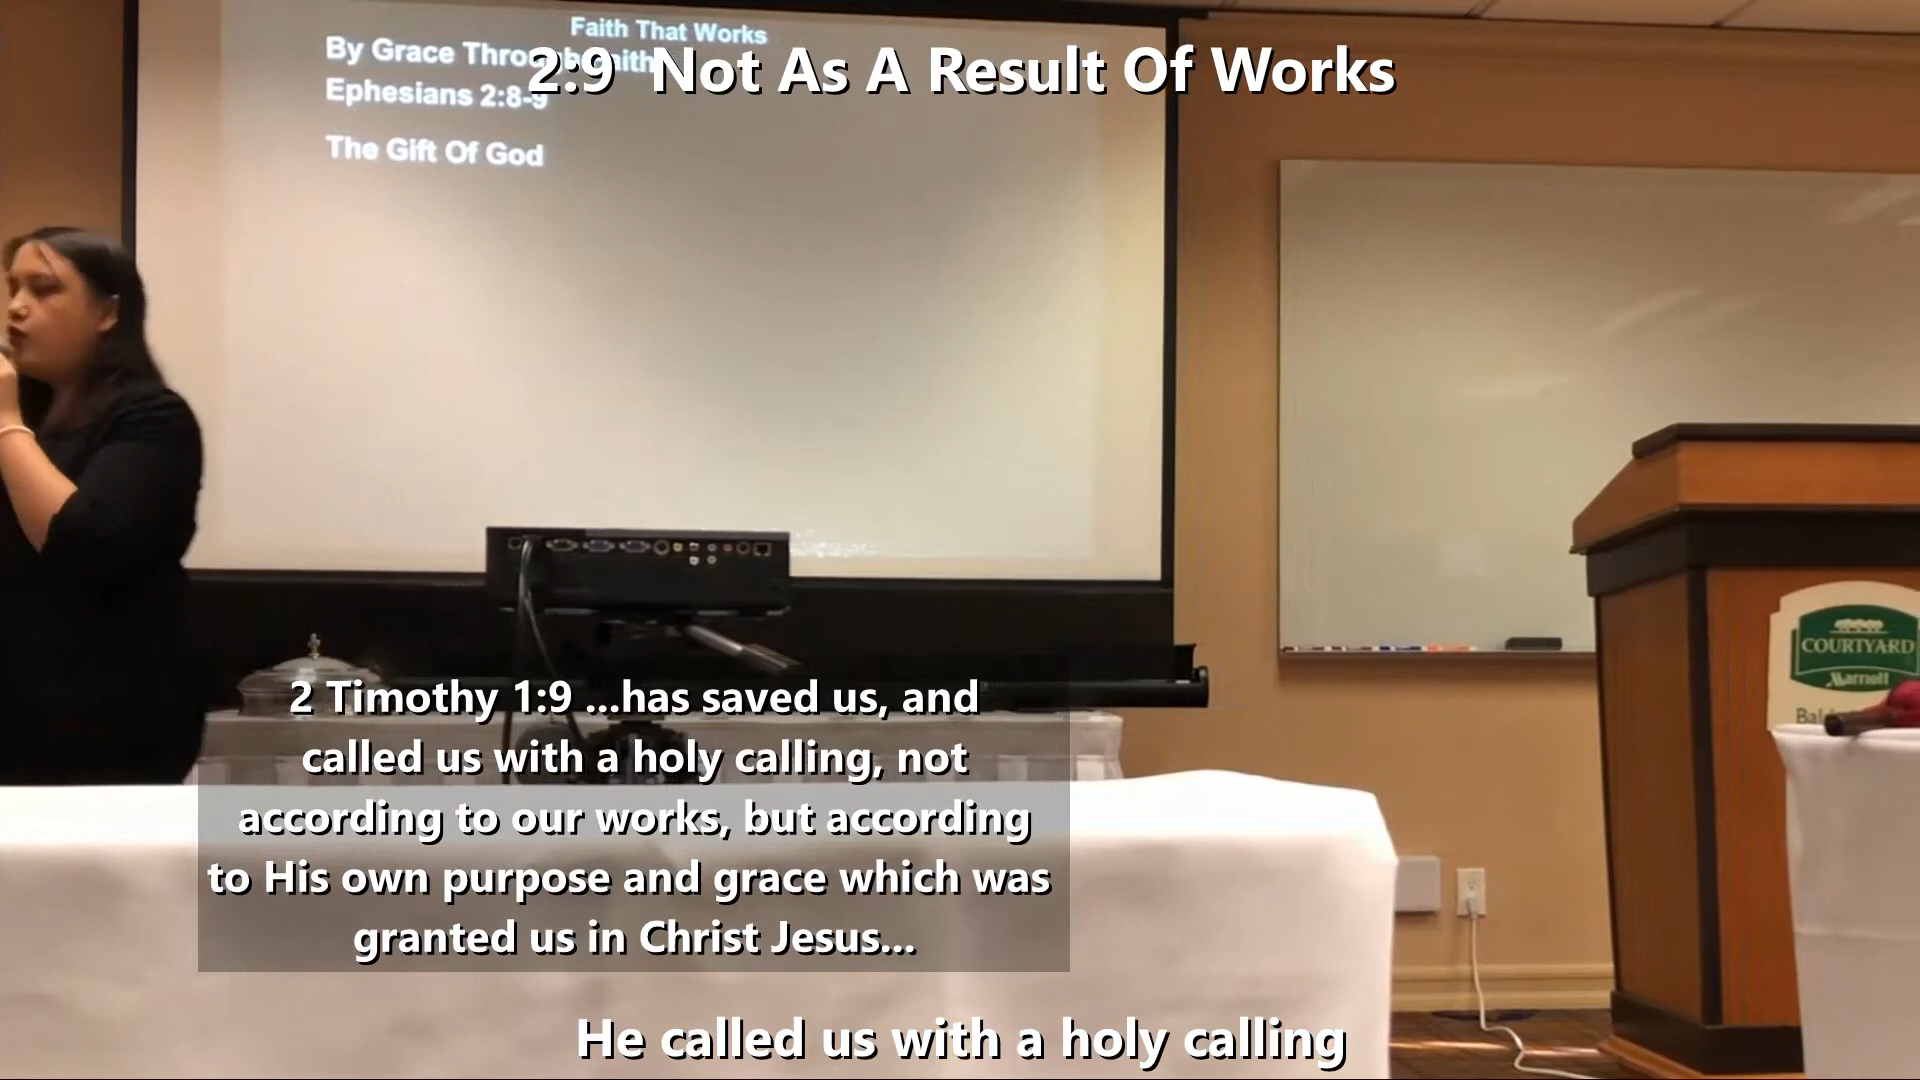 Faith That Works
By Grace Through Faith
Ephesians 2:8-9
2:9 Not As A Result Of Works
The Gift Of God
COURTYARD
Marriott
2 Timothy 1:9 ...has saved us, and
called us with a holy calling, not
according to our works, but according
to His own purpose and grace which was
granted us in Christ Jesus...
He called us with a holy calling